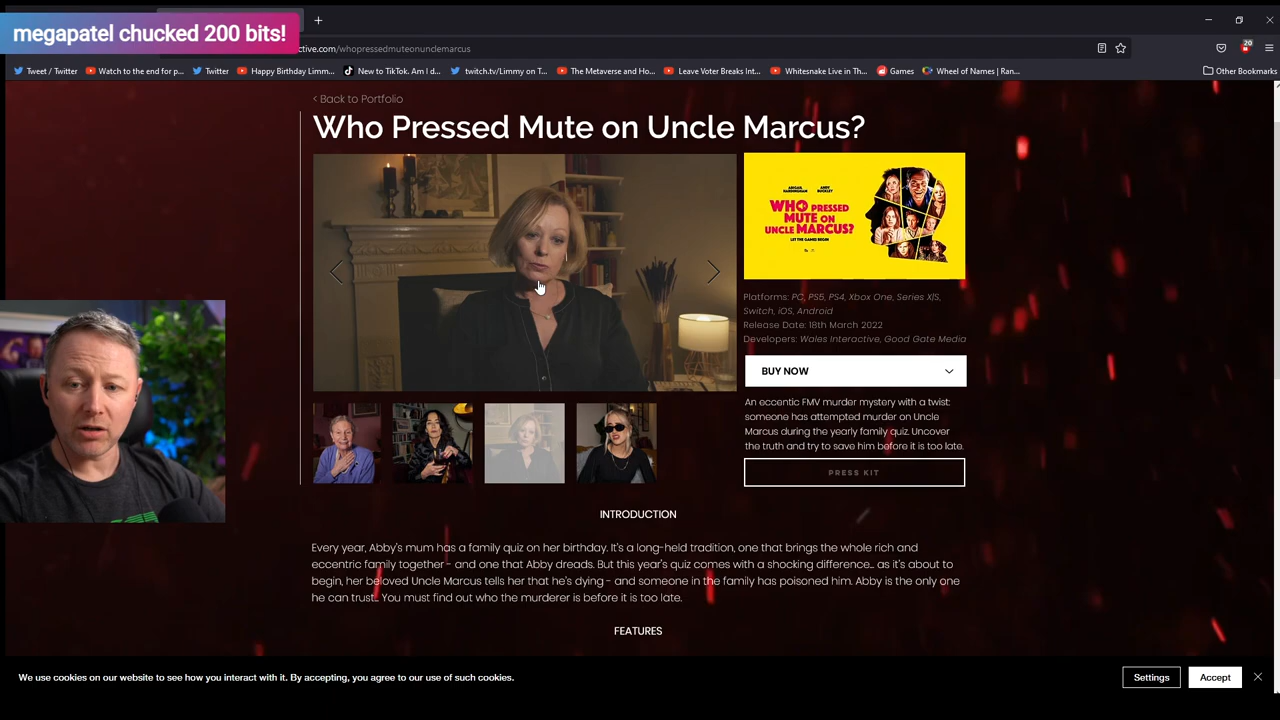 megapatel chucked 200 bits!
ctive.com/whopressedmuteonunclemarcus
20
Tweet / Twitter
Watch to the end for p...
Twitter
Happy Birthday Limm...
New to TikTok. Am I d...
twitch.tv/Limmy on T...
The Metaverse and Ho...
Leave Voter Breaks Int...
Whitesnake Live in Th...
Games
Wheel of Names | Ran...
Other Bookmarks
< Back to Portfolio
Who Pressed Mute on Uncle Marcus?
ABIGAIL HARDINGHAM
ANDY BUCKLEY
WHO PRESSED
MUTE ON
UNCLE MARCUS?
LET THE GAMES BEGIN
Platforms: PC, PS5, PS4, Xbox One, Series X|S,
Switch, iOS, Android
Release Date: 18th March 2022
Developers: Wales Interactive, Good Gate Media
BUY NOW
An eccentic FMV murder mystery with a twist:
someone has attempted murder on Uncle
Marcus during the yearly family quiz. Uncover
the truth and try to save him before it is too late.
PRESS KIT
INTRODUCTION
Every year, Abby's mum has a family quiz on her birthday. It's a long-held tradition, one that brings the whole rich and
eccentric family together - and one that Abby dreads. But this year's quiz comes with a shocking difference... as it's about to
begin, her beloved Uncle Marcus tells her that he's dying - and someone in the family has poisoned him. Abby is the only one
he can trust... You must find out who the murderer is before it is too late.
FEATURES
We use cookies on our website to see how you interact with it. By accepting, you agree to our use of such cookies.
Settings
Accept